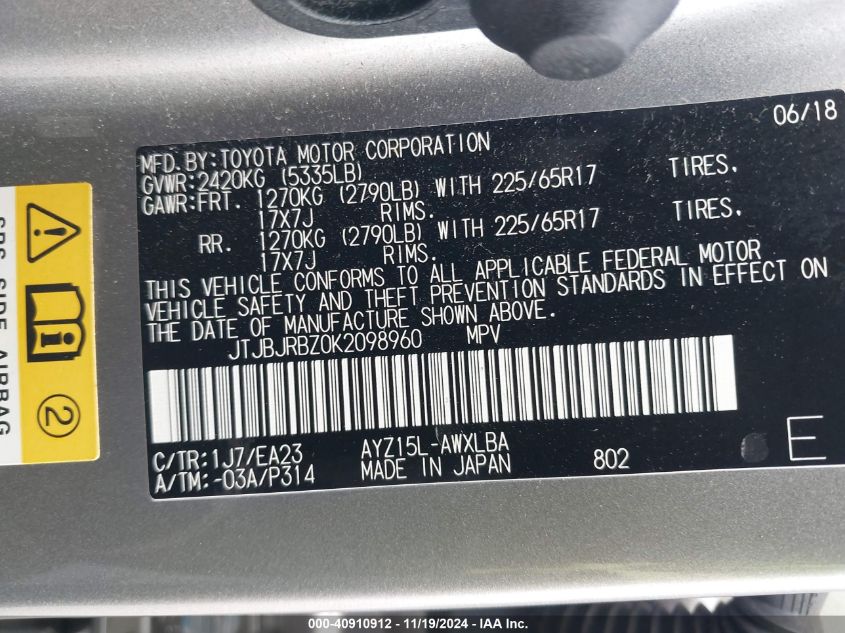 06/18
MFD. BY: TOYOTA MOTOR CORPORATION
GVWR: 2420KG (5335LB)
GAWR: FRT. 1270KG (2790LB) WITH 225/65R17 TIRES.
17X7J RIMS.
RR. 1270KG (2790LB) WITH 225/65R17 TIRES.
17X7J RIMS.
THIS VEHICLE CONFORMS TO ALL APPLICABLE FEDERAL MOTOR
VEHICLE SAFETY AND THEFT PREVENTION STANDARDS IN EFFECT ON
THE DATE OF MANUFACTURE SHOWN ABOVE.
JTJBJRBZ0K2098960 MPV
C/TR: 1J7/EA23 AYZ15L-AWXLBA
A/TM: -03A/P314 MADE IN JAPAN 802 E
SRS SIDE AIRBAG
2
000-40910912 - 11/19/2024 - IAA Inc.